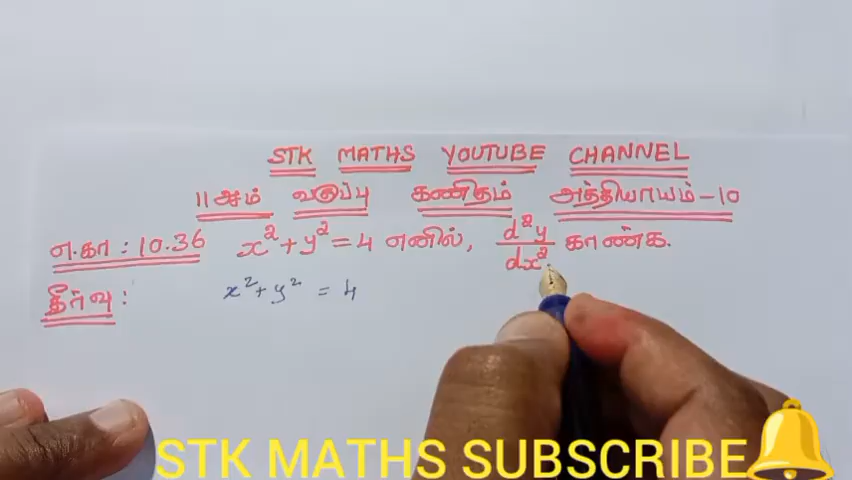 STK MATHS YOUTUBE CHANNEL
11ஆம் வகுப்பு கணிதம் அத்தியாயம் - 10
எ.கா : 10.36 x² + y² = 4 எனில், d²y/dx² காண்க.
தீர்வு : x² + y² = 4
STK MATHS SUBSCRIBE